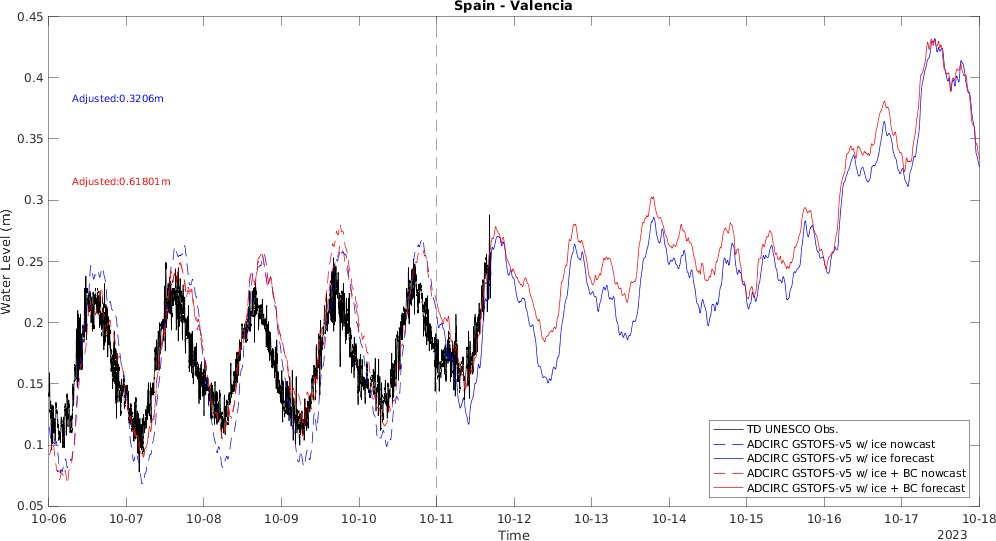 Spain - Valencia
Water Level (m)
0.45
0.4
0.35
0.3
0.25
0.2
0.15
0.1
0.05
Adjusted:0.3206m
Adjusted:0.61801m
TD UNESCO Obs.
ADCIRC GSTOFS-v5 w/ ice nowcast
ADCIRC GSTOFS-v5 w/ ice forecast
ADCIRC GSTOFS-v5 w/ ice + BC nowcast
ADCIRC GSTOFS-v5 w/ ice + BC forecast
10-06 10-07 10-08 10-09 10-10 10-11 10-12 10-13 10-14 10-15 10-16 10-17 10-18
Time
2023